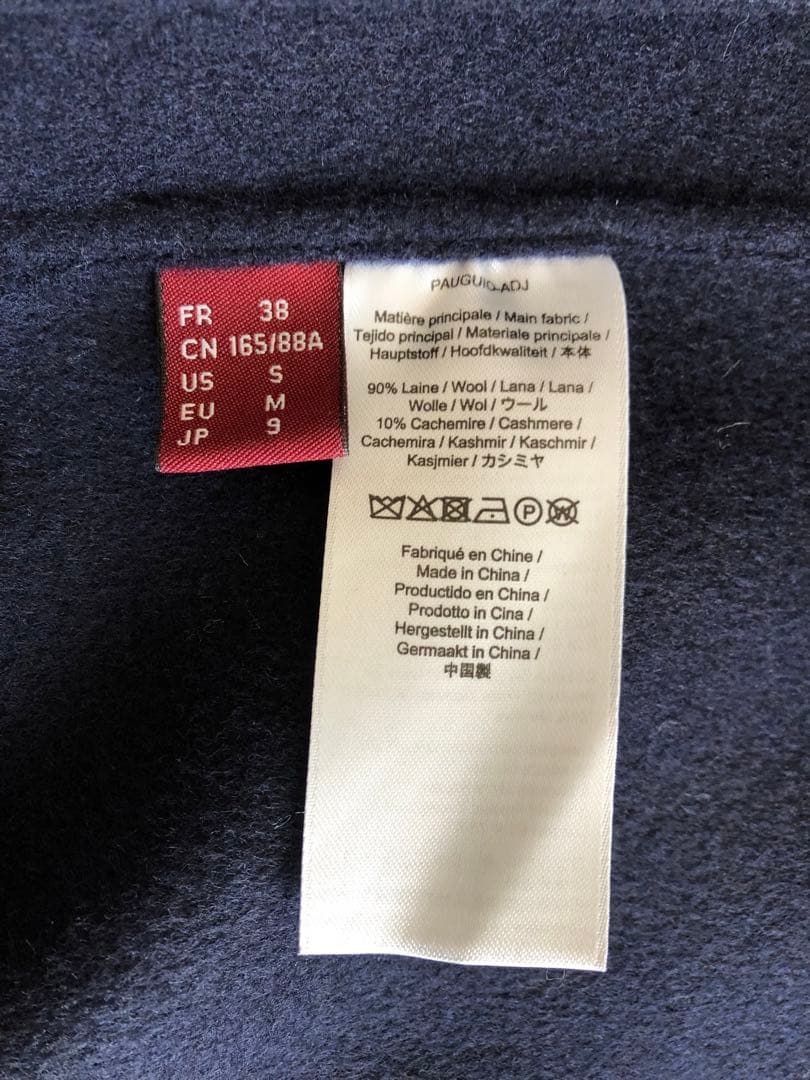 FR 38
CN 165/88A
US S
EU M
JP 9
Matière principale / Main fabric /
Tejido principal / Materiale principale /
Hauptstoff / Hoofdkwaliteit / 本体
90% Laine / Wool / Lana / Lana /
Wolle / Wol / ウール
10% Cachemire / Cashmere /
Cachemira / Kashmir / Kaschmir /
Kasjmier / カシミヤ
P W
Fabriqué en Chine /
Made in China /
Productido en China /
Prodotto in Cina /
Hergestellt in China /
Germaakt in China /
中国製